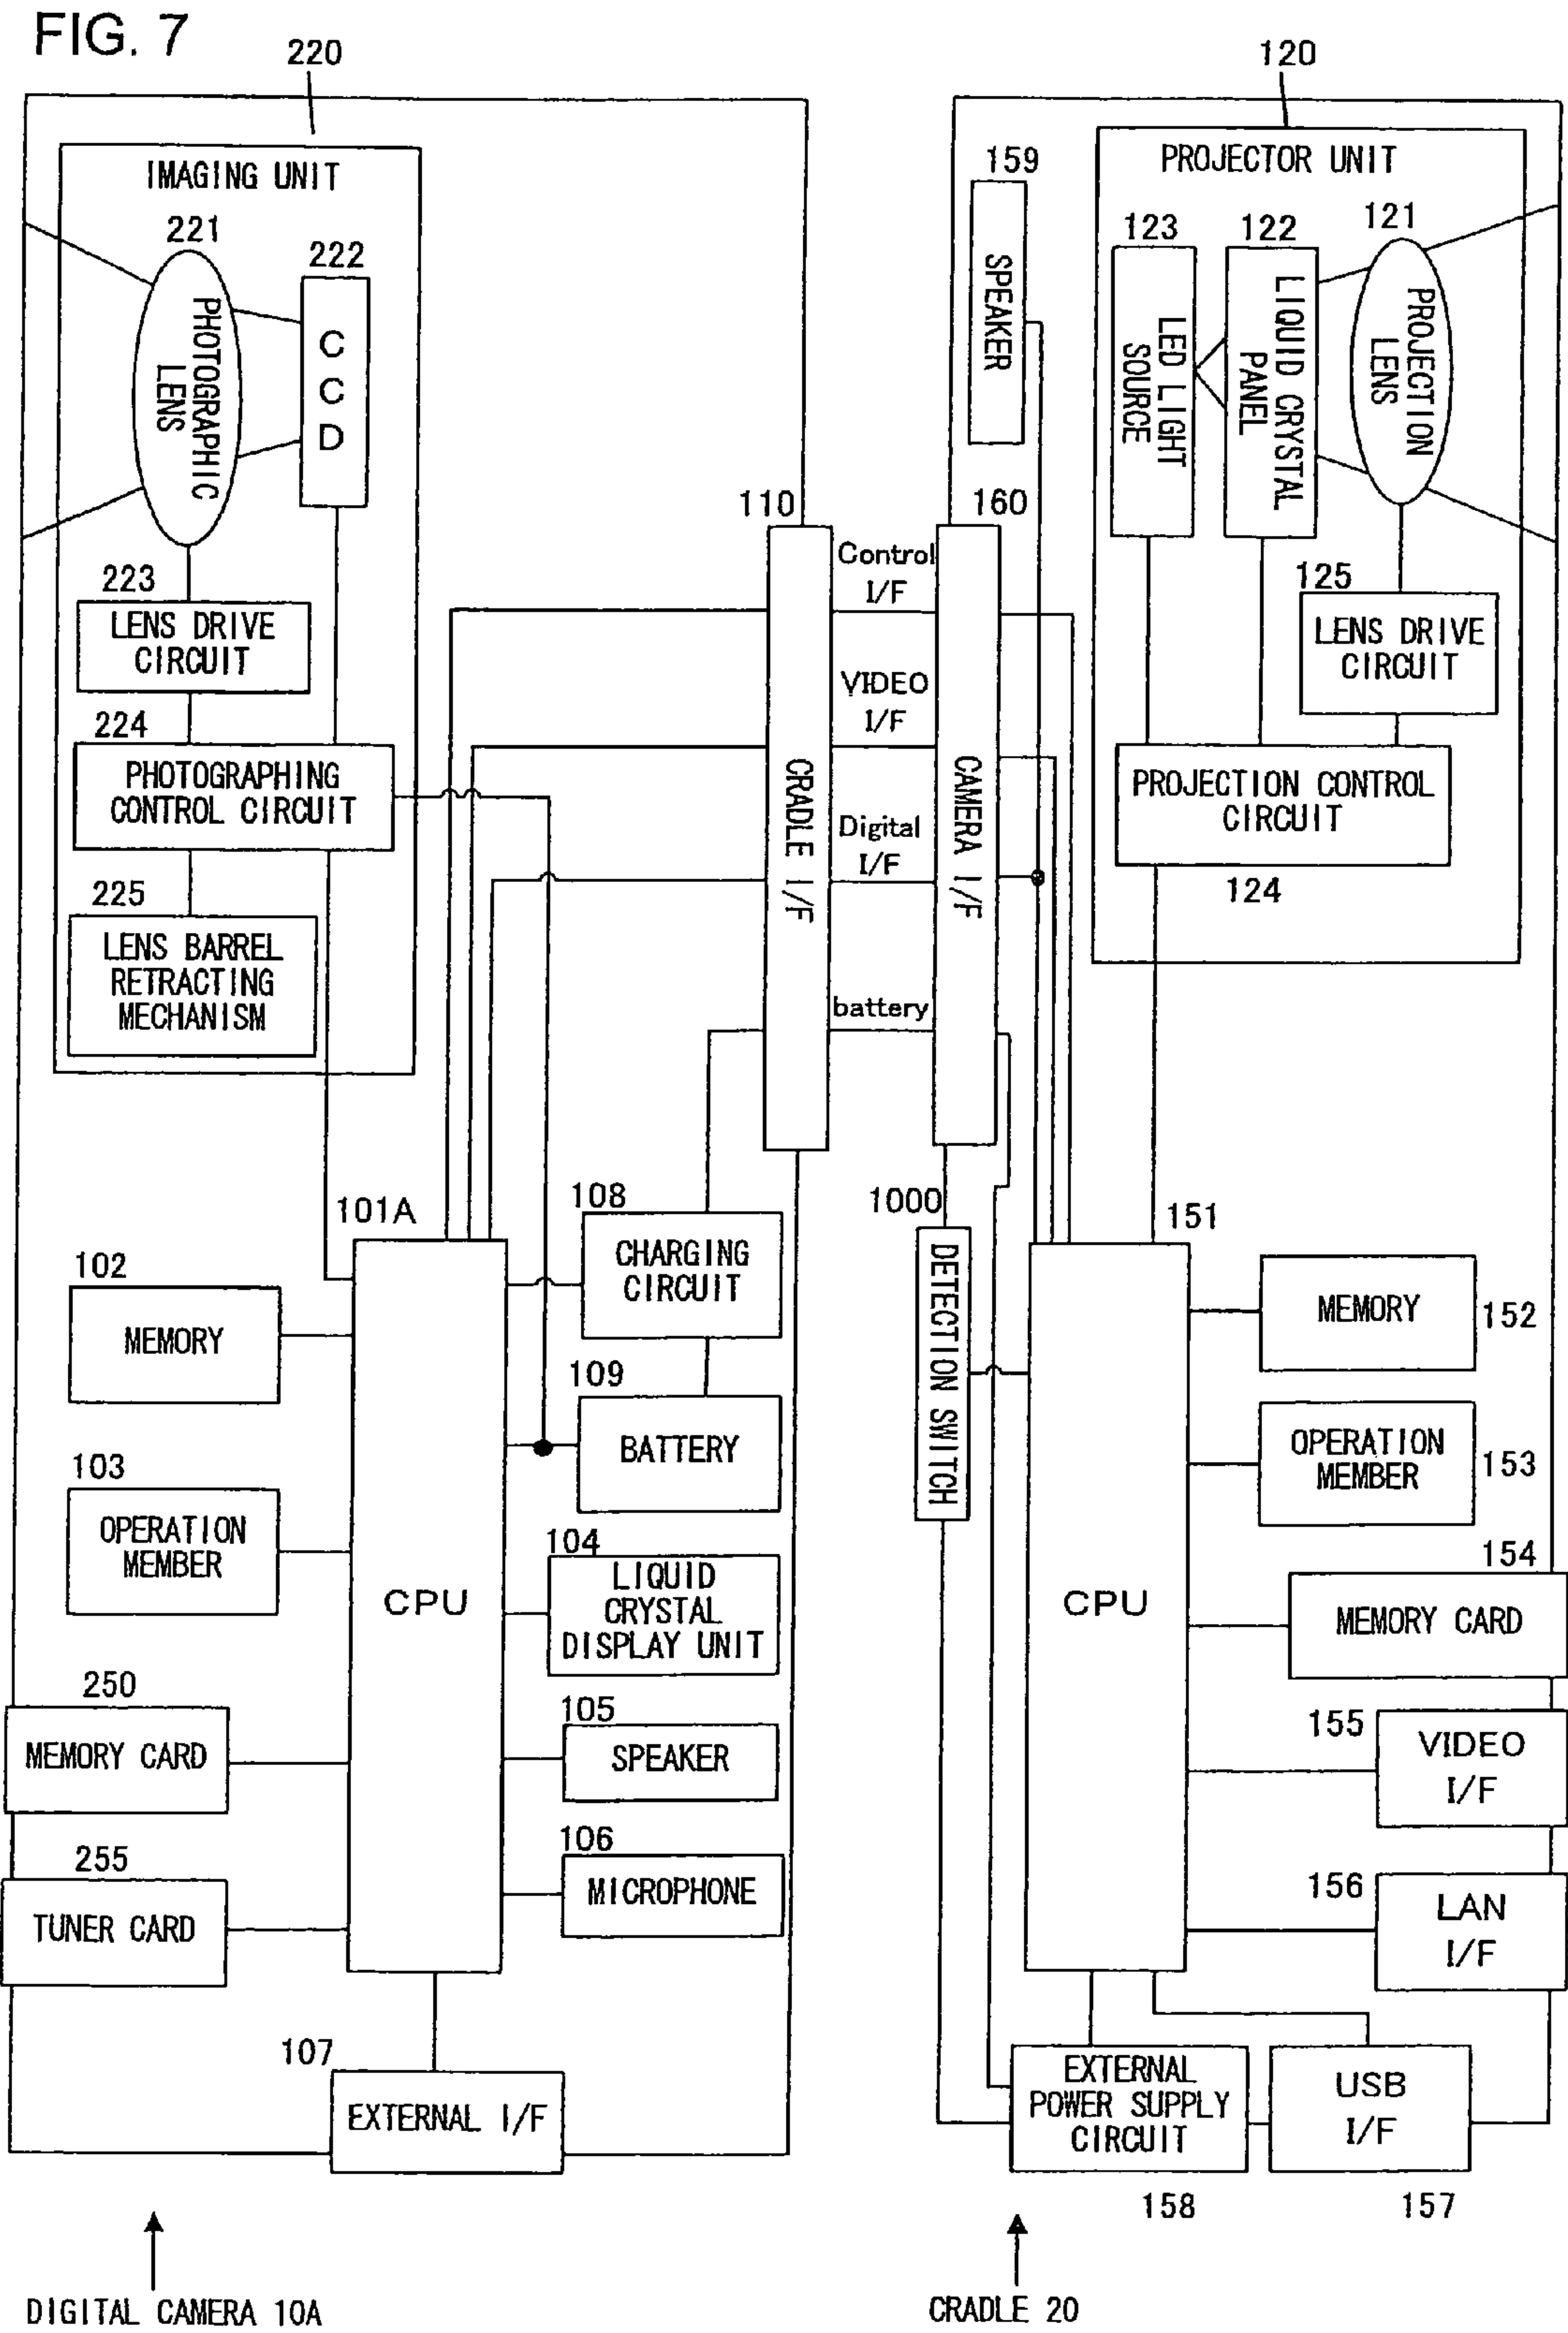 FIG. 7
220
IMAGING UNIT
221
222
PHOTOGRAPHIC
LENS
C
C
D
223
LENS DRIVE
CIRCUIT
224
PHOTOGRAPHING
CONTROL CIRCUIT
225
LENS BARREL
RETRACTING
MECHANISM
110
CRADLE I/F
Control
I/F
VIDEO
I/F
Digital
I/F
battery
160
CAMERA I/F
159
SPEAKER
120
PROJECTOR UNIT
123
LED LIGHT
SOURCE
122
LIQUID CRYSTAL
PANEL
121
PROJECTION
LENS
125
LENS DRIVE
CIRCUIT
PROJECTION CONTROL
CIRCUIT
124
101A
CPU
102
MEMORY
103
OPERATION
MEMBER
250
MEMORY CARD
255
TUNER CARD
107
EXTERNAL I/F
108
CHARGING
CIRCUIT
109
BATTERY
104
LIQUID
CRYSTAL
DISPLAY UNIT
105
SPEAKER
106
MICROPHONE
1000
DETECTION SWITCH
151
CPU
MEMORY
152
OPERATION
MEMBER
153
154
MEMORY CARD
155
VIDEO
I/F
156
LAN
I/F
EXTERNAL
POWER SUPPLY
CIRCUIT
158
USB
I/F
157
DIGITAL CAMERA 10A
CRADLE 20